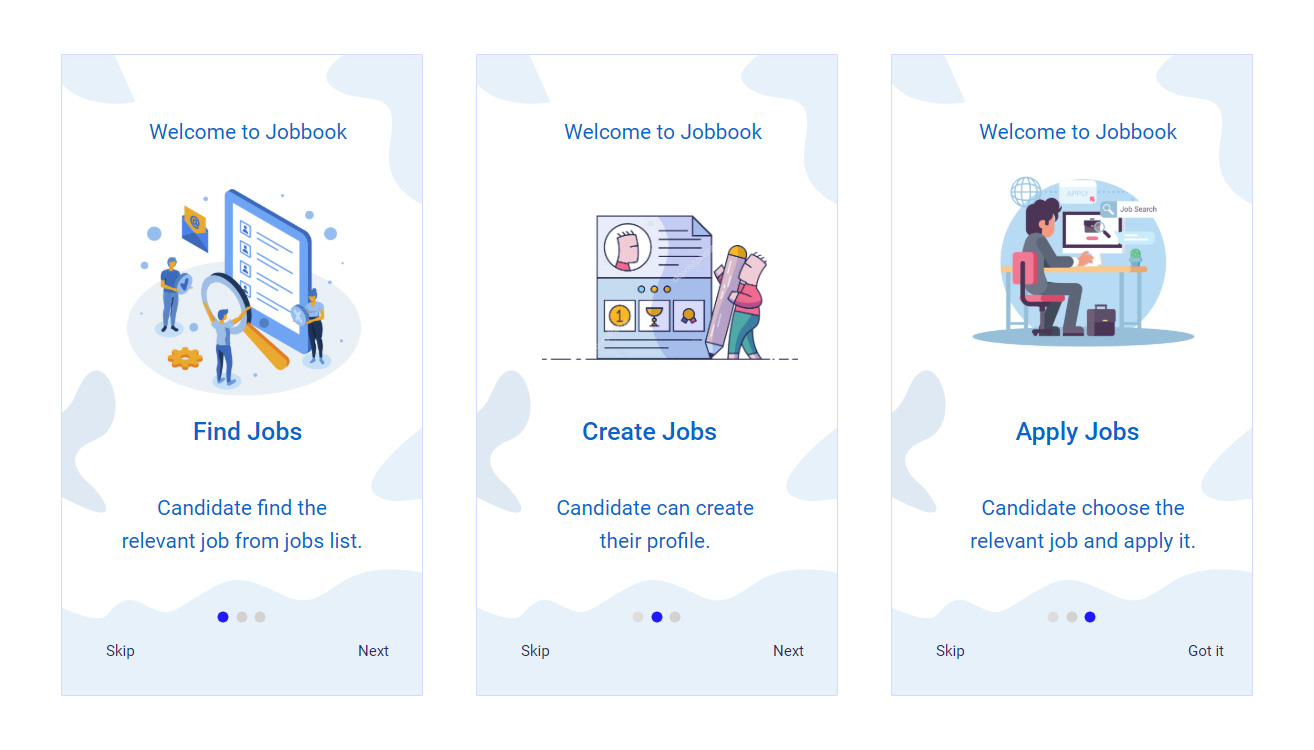 Welcome to Jobbook
Find Jobs
Candidate find the
relevant job from jobs list.
Skip
Next
Welcome to Jobbook
1
Create Jobs
Candidate can create
their profile.
Skip
Next
Welcome to Jobbook
APPLY
Job Search
Apply Jobs
Candidate choose the
relevant job and apply it.
Skip
Got it